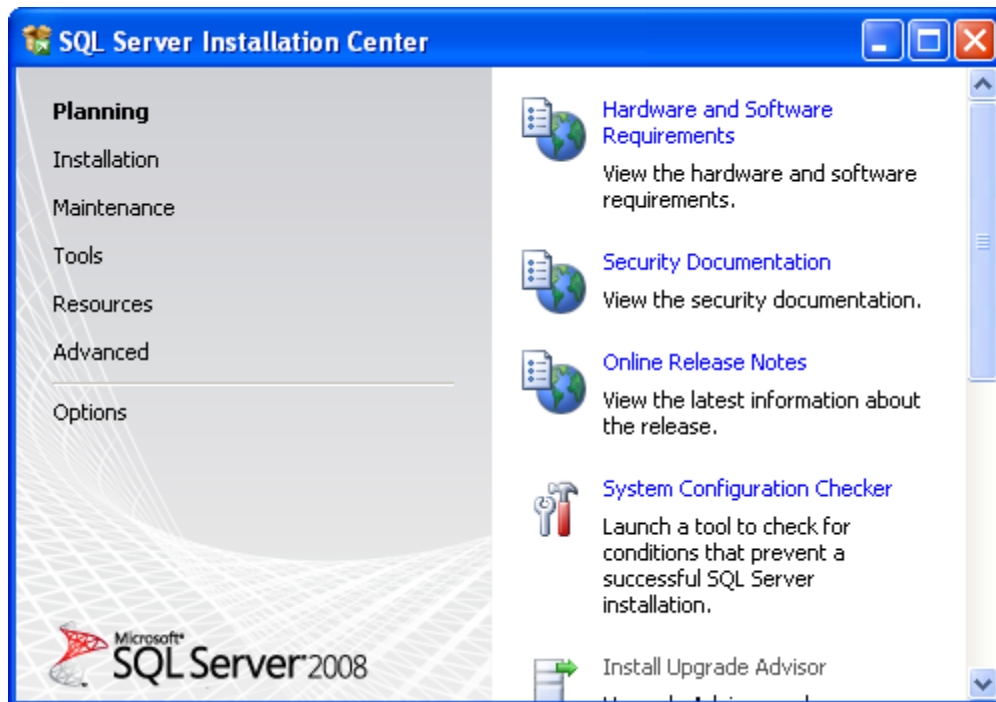 SQL Server Installation Center
Planning
Installation
Maintenance
Tools
Resources
Advanced
Options
Microsoft®
SQL Server 2008
Hardware and Software
Requirements
View the hardware and software
requirements.
Security Documentation
View the security documentation.
Online Release Notes
View the latest information about
the release.
System Configuration Checker
Launch a tool to check for
conditions that prevent a
successful SQL Server
installation.
Install Upgrade Advisor